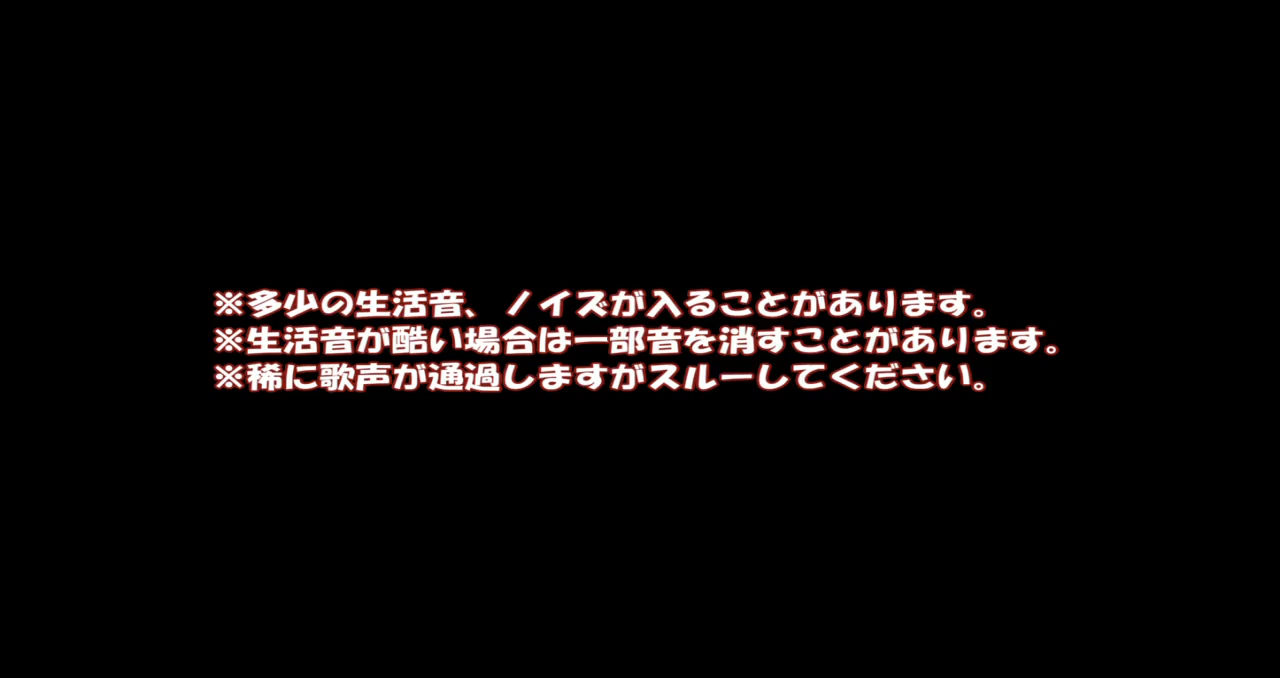 ※多少の生活音、ノイズが入ることがあります。
※生活音が酷い場合は一部音を消すことがあります。
※稀に歌声が通過しますがスルーしてください。